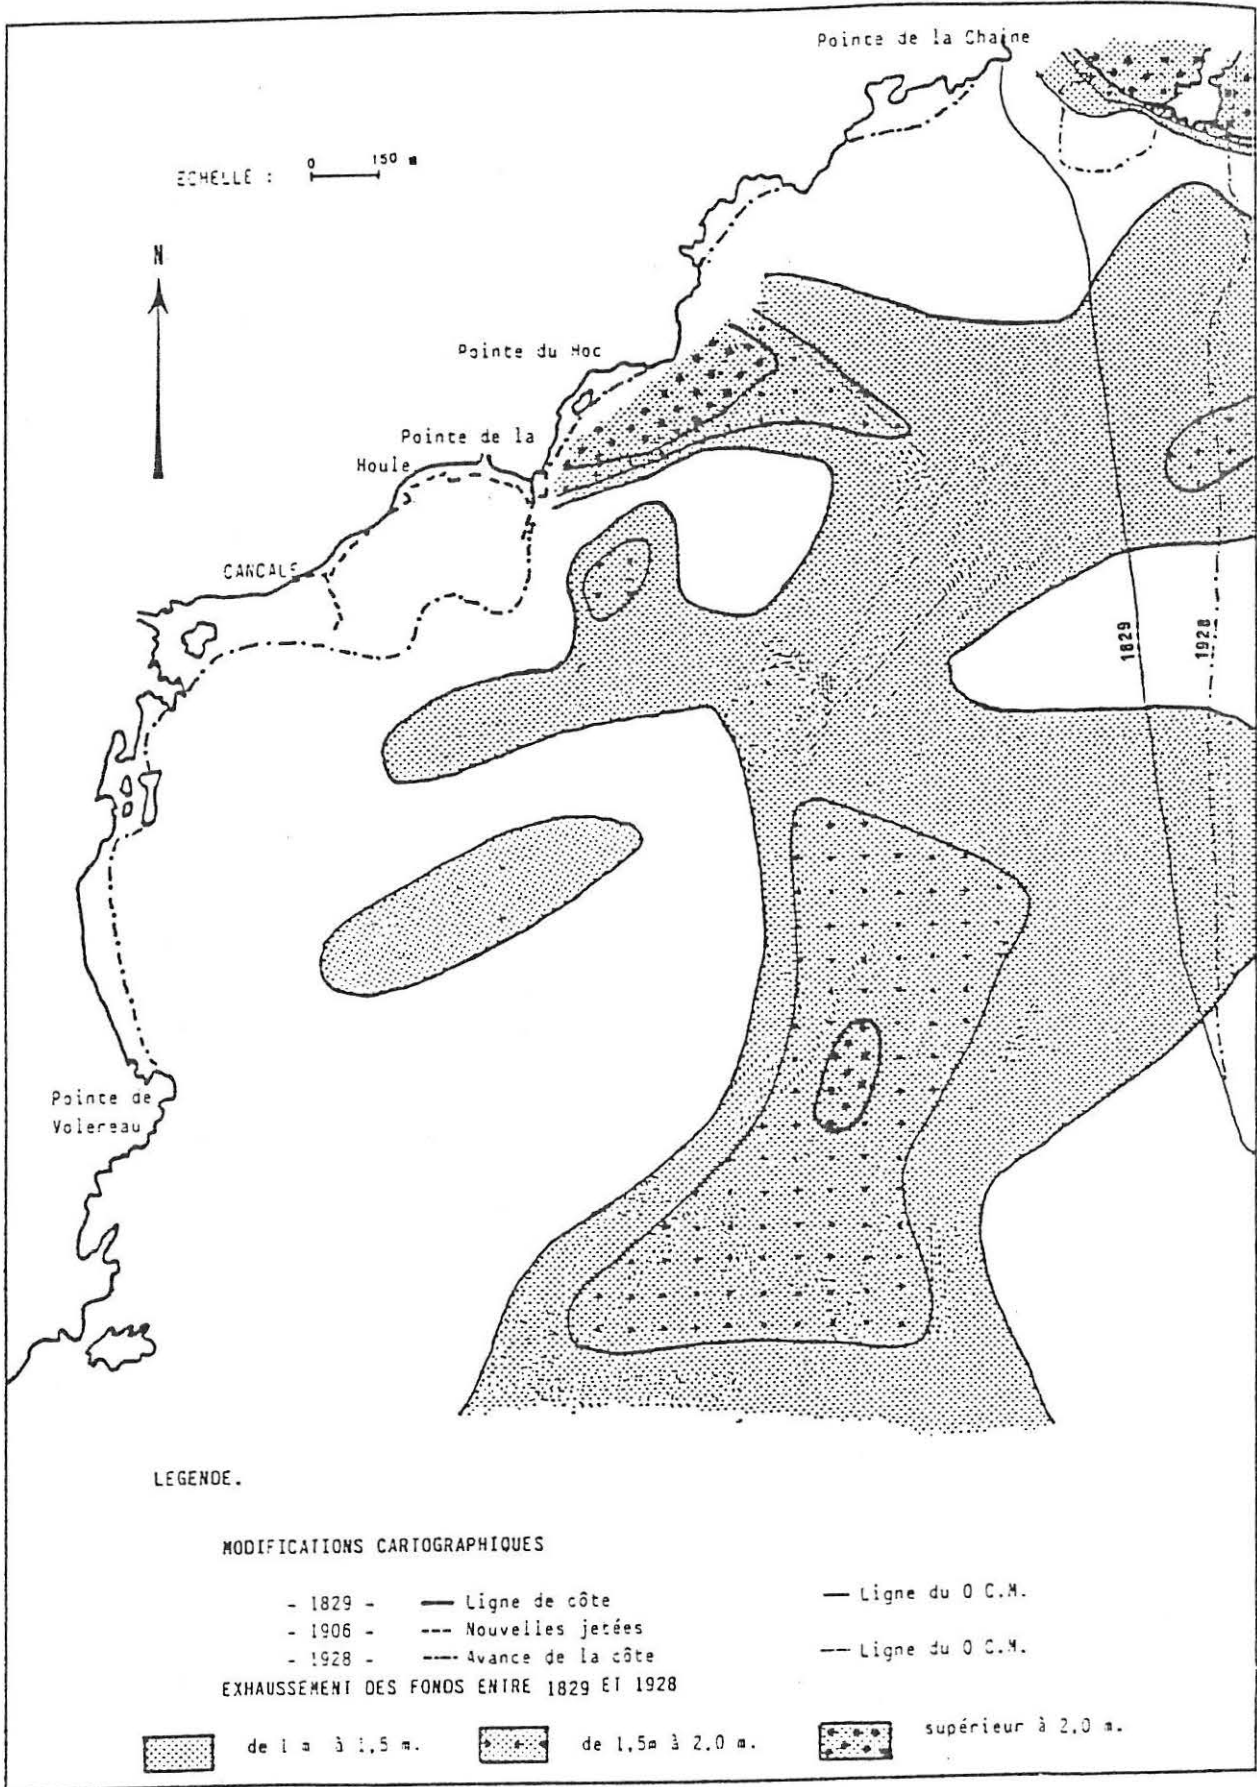 Pointe de la Chaine
ECHELLE : 0 150 m
N
Pointe du Hoc
Pointe de la
Houle
CANCALE
1829
1928
Pointe de
Volereau
LEGENDE.
MODIFICATIONS CARTOGRAPHIQUES
- 1829 - Ligne de côte
- 1906 - Nouvelles jetées
- 1928 - Avance de la côte
Ligne du 0 C.M.
Ligne du 0 C.M.
EXHAUSSEMENT DES FONDS ENTRE 1829 ET 1928
de 1 m à 1,5 m.
de 1,5m à 2,0 m.
supérieur à 2,0 m.